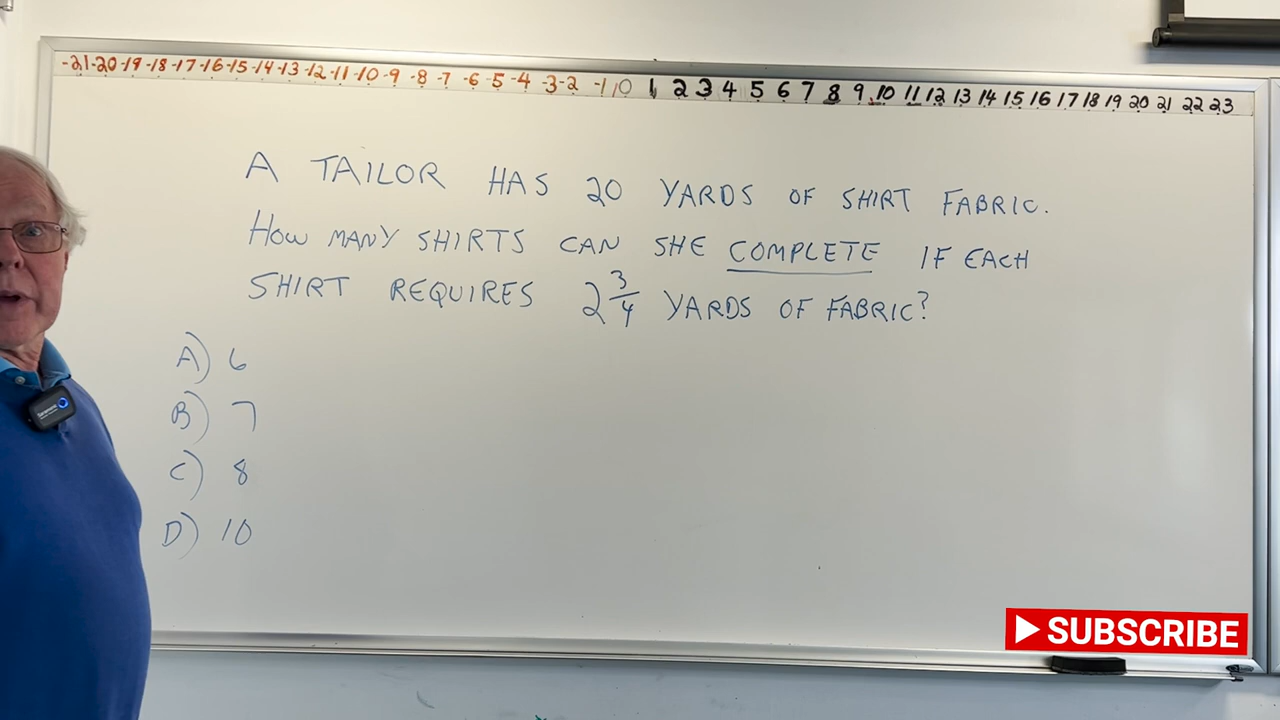 -21-20-19-18-17-16-15-14-13-12-11-10-9 -8 -7 -6 -5 -4 -3-2 -1 0 1 2 3 4 5 6 7 8 9 10 11 12 13 14 15 16 17 18 19 20 21 22 23
A TAILOR HAS 20 YARDS OF SHIRT FABRIC.
HOW MANY SHIRTS CAN SHE COMPLETE IF EACH
SHIRT REQUIRES 2 3/4 YARDS OF FABRIC?
A) 6
B) 7
C) 8
D) 10
SUBSCRIBE